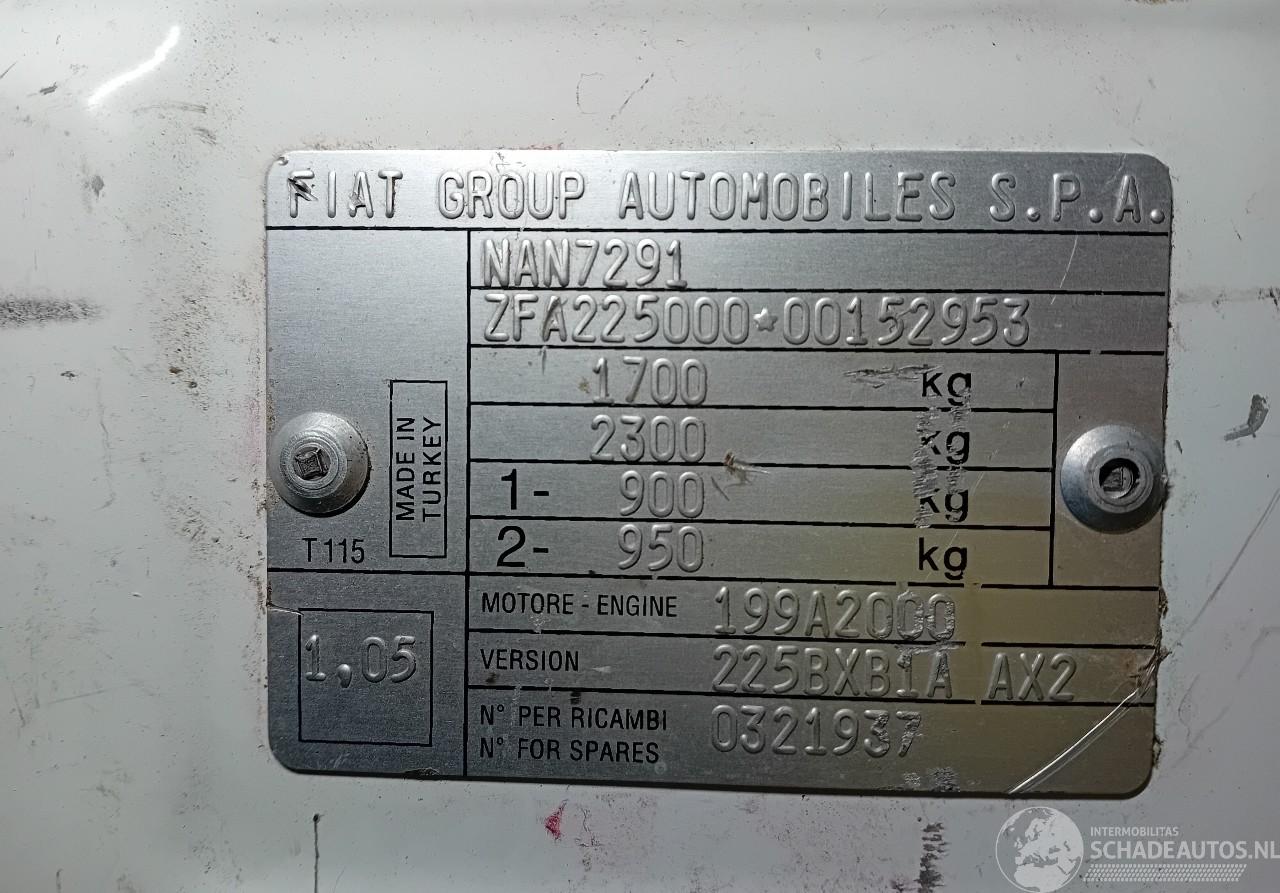 FIAT GROUP AUTOMOBILES S.P.A.
NAN7291
ZFA225000*00152953
1700 kg
2300 kg
1- 900 kg
2- 950 kg
MADE IN
TURKEY
T115
MOTORE - ENGINE 199A2000
1,05
VERSION 225BXB1A AX2
N° PER RICAMBI 0321937
N° FOR SPARES
INTERMOBILITAS
SCHADEAUTOS.NL